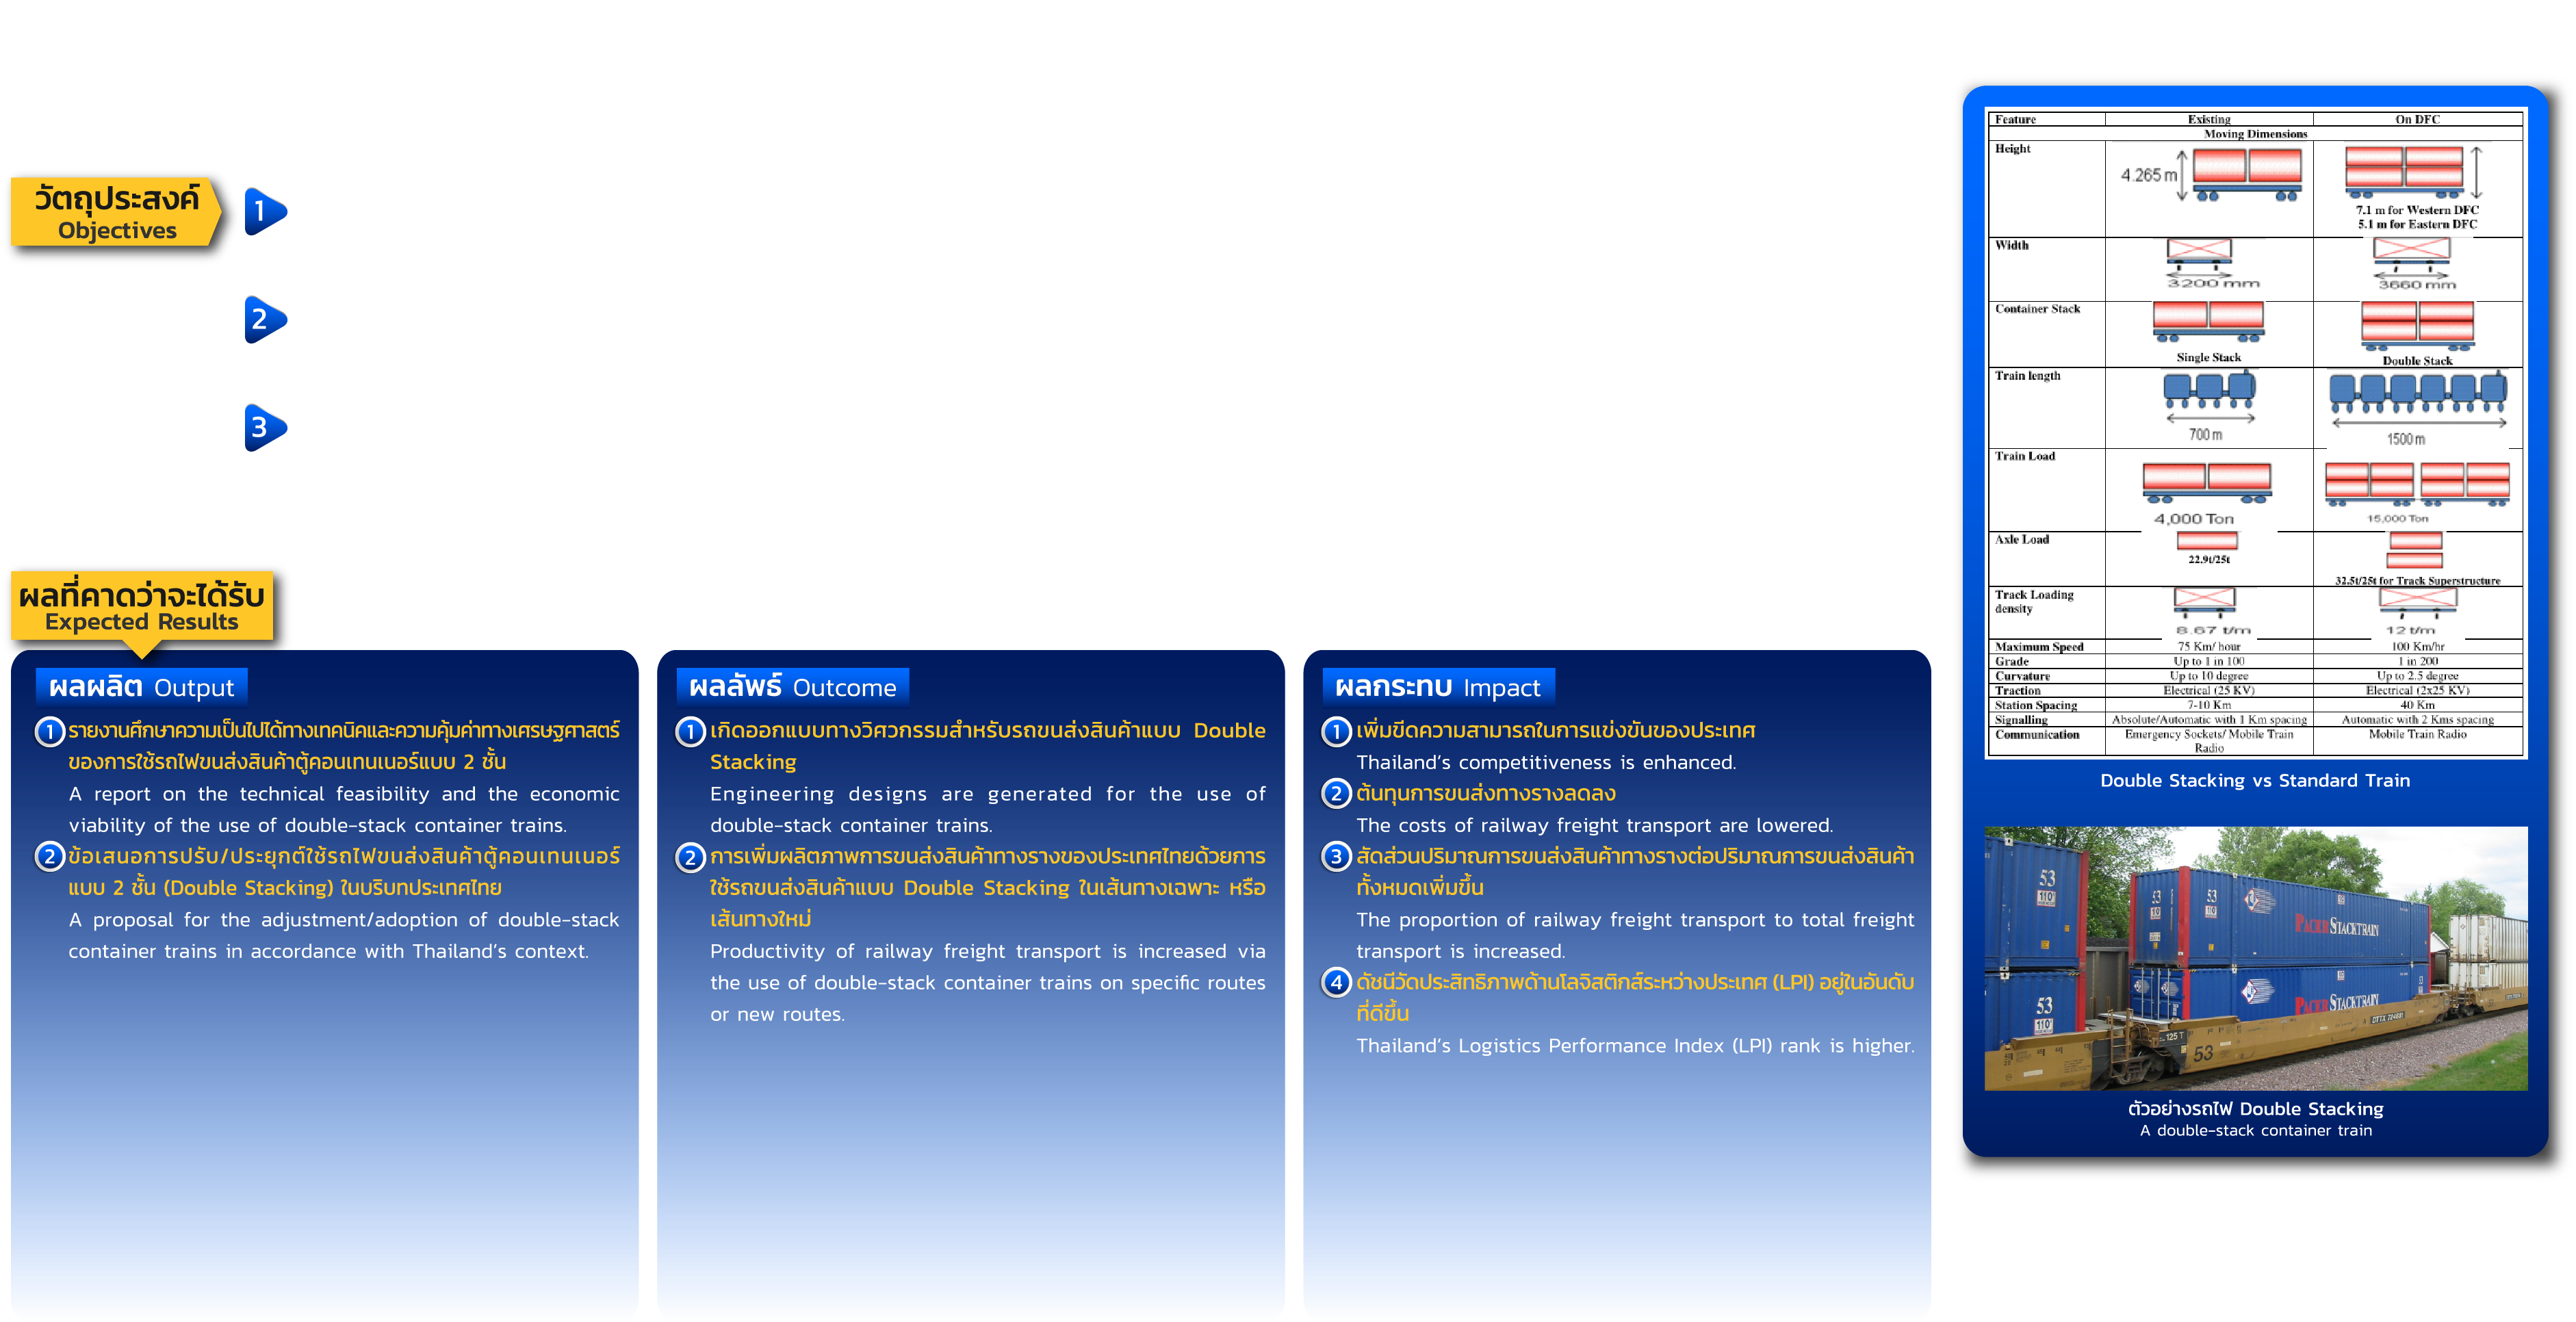 วัตถุประสงค์
Objectives
1
2
3
ผลที่คาดว่าจะได้รับ
Expected Results
ผลผลิต Output
1 รายงานศึกษาความเป็นไปได้ทางเทคนิคและความคุ้มค่าทางเศรษฐศาสตร์
ของการใช้รถไฟขนส่งสินค้าตู้คอนเทนเนอร์แบบ 2 ชั้น
A report on the technical feasibility and the economic
viability of the use of double-stack container trains.
2 ข้อเสนอการปรับ/ประยุกต์ใช้รถไฟขนส่งสินค้าตู้คอนเทนเนอร์
แบบ 2 ชั้น (Double Stacking) ในบริบทประเทศไทย
A proposal for the adjustment/adoption of double-stack
container trains in accordance with Thailand's context.
ผลลัพธ์ Outcome
1 เกิดออกแบบทางวิศวกรรมสำหรับรถขนส่งสินค้าแบบ Double
Stacking
Engineering designs are generated for the use of
double-stack container trains.
2 การเพิ่มผลิตภาพการขนส่งสินค้าทางรางของประเทศไทยด้วยการ
ใช้รถขนส่งสินค้าแบบ Double Stacking ในเส้นทางเฉพาะ หรือ
เส้นทางใหม่
Productivity of railway freight transport is increased via
the use of double-stack container trains on specific routes
or new routes.
ผลกระทบ Impact
1 เพิ่มขีดความสามารถในการแข่งขันของประเทศ
Thailand's competitiveness is enhanced.
2 ต้นทุนการขนส่งทางรางลดลง
The costs of railway freight transport are lowered.
3 สัดส่วนปริมาณการขนส่งสินค้าทางรางต่อปริมาณการขนส่งสินค้า
ทั้งหมดเพิ่มขึ้น
The proportion of railway freight transport to total freight
transport is increased.
4 ดัชนีวัดประสิทธิภาพด้านโลจิสติกส์ระหว่างประเทศ (LPI) อยู่ในอันดับ
ที่ดีขึ้น
Thailand's Logistics Performance Index (LPI) rank is higher.
Feature Existing On DFC
Moving Dimensions
Height 4.265 m
7.1 m for Western DFC
5.1 m for Eastern DFC
Width 3200 mm 3660 mm
Container Stack
Single Stack Double Stack
Train length
700 m 1500 m
Train Load
4,000 Ton 15,000 Ton
Axle Load
22.9t/25t
32.5t/25t for Track Superstructure
Track Loading
density
8.67 t/m 12 t/m
Maximum Speed 75 Km/ hour 100 Km/hr
Grade Up to 1 in 100 1 in 200
Curvature Up to 10 degree Up to 2.5 degree
Traction Electrical (25 KV) Electrical (2x25 KV)
Station Spacing 7-10 Km 40 Km
Signalling Absolute/Automatic with 1 Km spacing Automatic with 2 Kms spacing
Communication Emergency Sockets/ Mobile Train Mobile Train Radio
Radio
Double Stacking vs Standard Train
53
110
53
53
PACER STACKTRAIN
PACER STACKTRAIN
53
110
125 T
53
ตัวอย่างรถไฟ Double Stacking
A double-stack container train